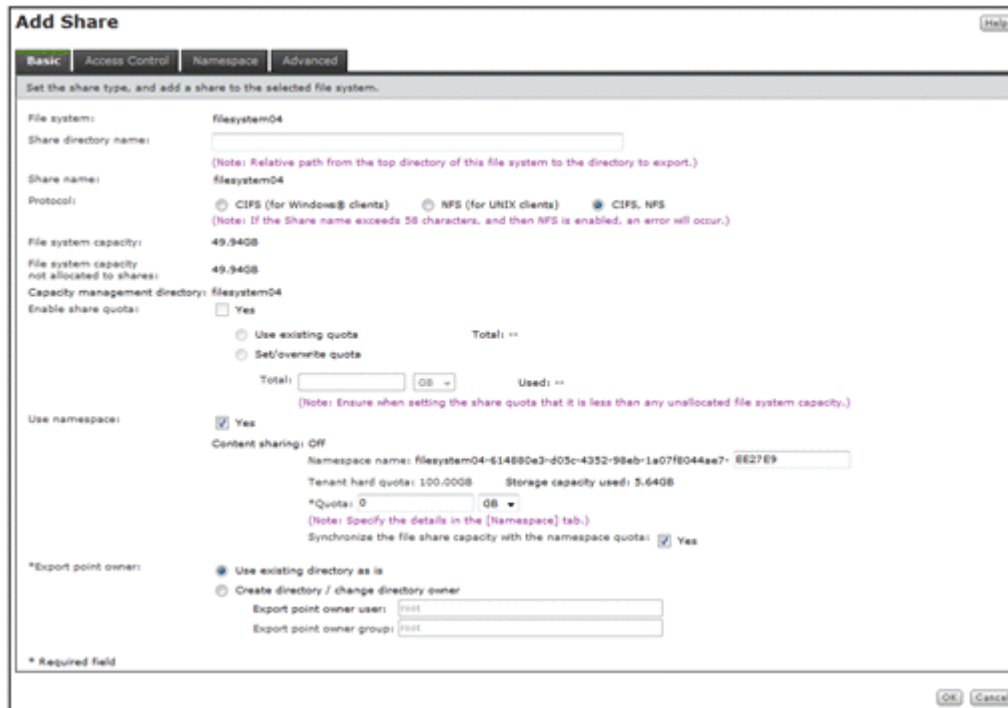 Add Share
Help
Basic Access Control Namespace Advanced
Set the share type, and add a share to the selected file system.
File system: filesystem04
Share directory name:
(Note: Relative path from the top directory of this file system to the directory to export.)
Share name: filesystem04
Protocol: CIFS (for Windows® clients) NFS (for UNIX clients) CIFS, NFS
(Note: If the Share name exceeds 58 characters, and then NFS is enabled, an error will occur.)
File system capacity: 49.94GB
File system capacity
not allocated to shares: 49.94GB
Capacity management directory: filesystem04
Enable share quota: Yes
Use existing quota Total: --
Set/overwrite quota
Total: GB Used: --
(Note: Ensure when setting the share quota that it is less than any unallocated file system capacity.)
Use namespace: Yes
Content sharing: Off
Namespace name: filesystem04-614880e3-d05c-4352-98eb-1a07f8044ae7- EE27E9
Tenant hard quota: 100.00GB Storage capacity used: 5.64GB
*Quota: 0 GB
(Note: Specify the details in the [Namespace] tab.)
Synchronize the file share capacity with the namespace quota: Yes
*Export point owner: Use existing directory as is
Create directory / change directory owner
Export point owner user: root
Export point owner group: root
* Required field
OK Cancel